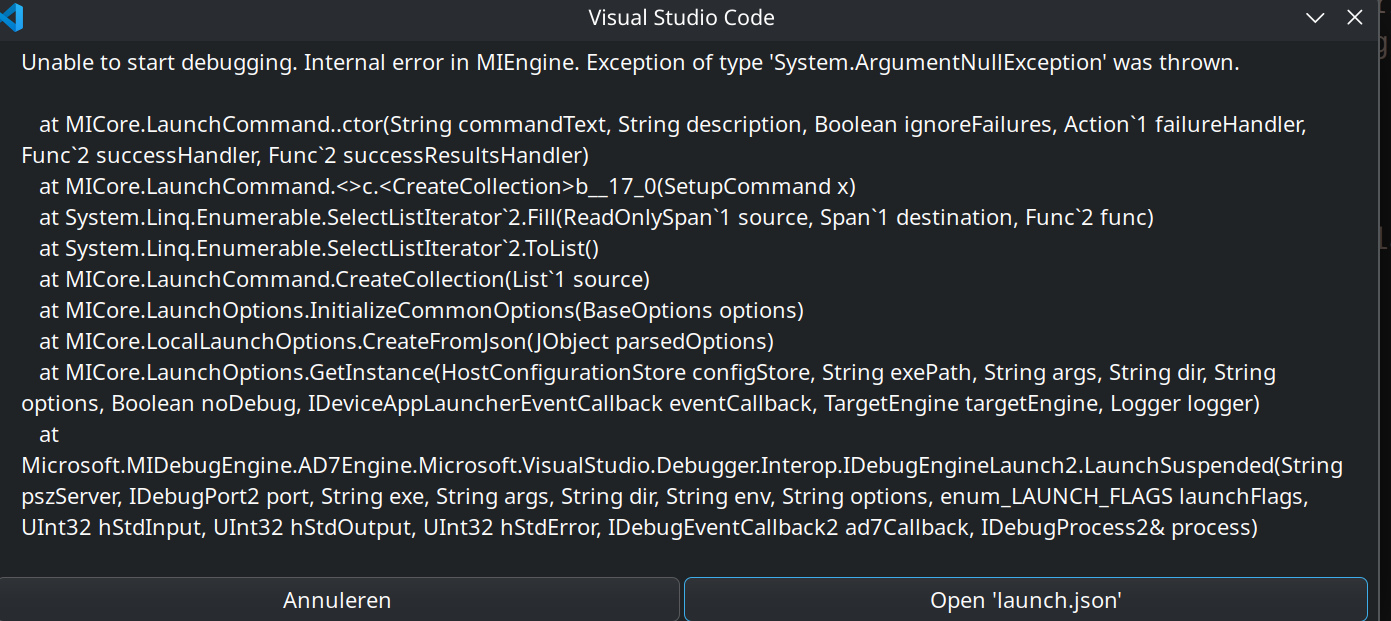 Visual Studio Code
Unable to start debugging. Internal error in MIEngine. Exception of type 'System.ArgumentNullException' was thrown.
at MICore.LaunchCommand..ctor(String commandText, String description, Boolean ignoreFailures, Action`1 failureHandler,
Func`2 successHandler, Func`2 successResultsHandler)
at MICore.LaunchCommand.<>c.<CreateCollection>b__17_0(SetupCommand x)
at System.Linq.Enumerable.SelectListIterator`2.Fill(ReadOnlySpan`1 source, Span`1 destination, Func`2 func)
at System.Linq.Enumerable.SelectListIterator`2.ToList()
at MICore.LaunchCommand.CreateCollection(List`1 source)
at MICore.LaunchOptions.InitializeCommonOptions(BaseOptions options)
at MICore.LocalLaunchOptions.CreateFromJson(JObject parsedOptions)
at MICore.LaunchOptions.GetInstance(HostConfigurationStore configStore, String exePath, String args, String dir, String
options, Boolean noDebug, IDeviceAppLauncherEventCallback eventCallback, TargetEngine targetEngine, Logger logger)
at
Microsoft.MIDebugEngine.AD7Engine.Microsoft.VisualStudio.Debugger.Interop.IDebugEngineLaunch2.LaunchSuspended(String
pszServer, IDebugPort2 port, String exe, String args, String dir, String env, String options, enum_LAUNCH_FLAGS launchFlags,
UInt32 hStdInput, UInt32 hStdOutput, UInt32 hStdError, IDebugEventCallback2 ad7Callback, IDebugProcess2& process)
Annuleren
Open 'launch.json'